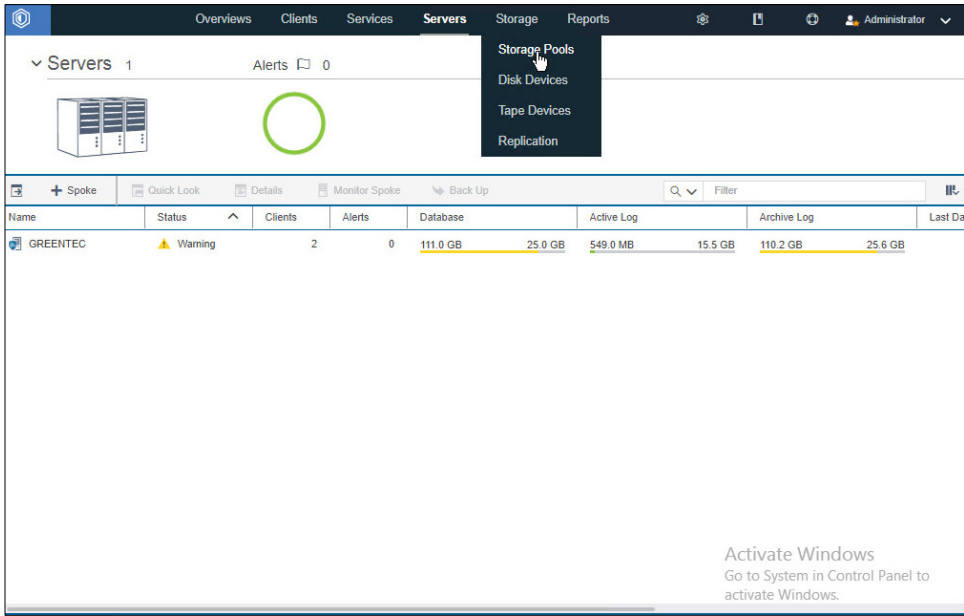 Overviews Clients Services Servers Storage Reports Administrator
Storage Pools
Disk Devices
Tape Devices
Replication
Servers 1 Alerts 0
Spoke Quick Look Details Monitor Spoke Back Up Filter
Name Status Clients Alerts Database Active Log Archive Log Last Da
GREENTEC Warning 2 0 111.0 GB 25.0 GB 549.0 MB 15.5 GB 110.2 GB 25.6 GB
Activate Windows
Go to System in Control Panel to
activate Windows.